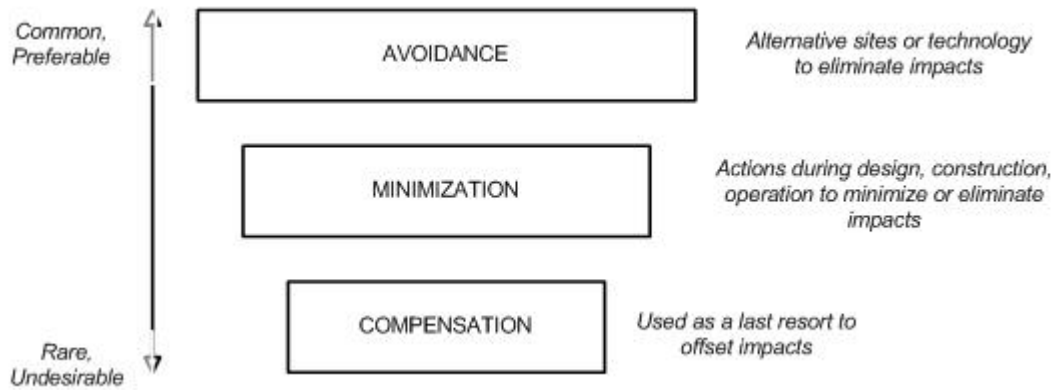 Common,
Preferable
AVOIDANCE
Alternative sites or technology
to eliminate impacts
MINIMIZATION
Actions during design, construction,
operation to minimize or eliminate
impacts
COMPENSATION
Used as a last resort to
offset impacts
Rare,
Undesirable